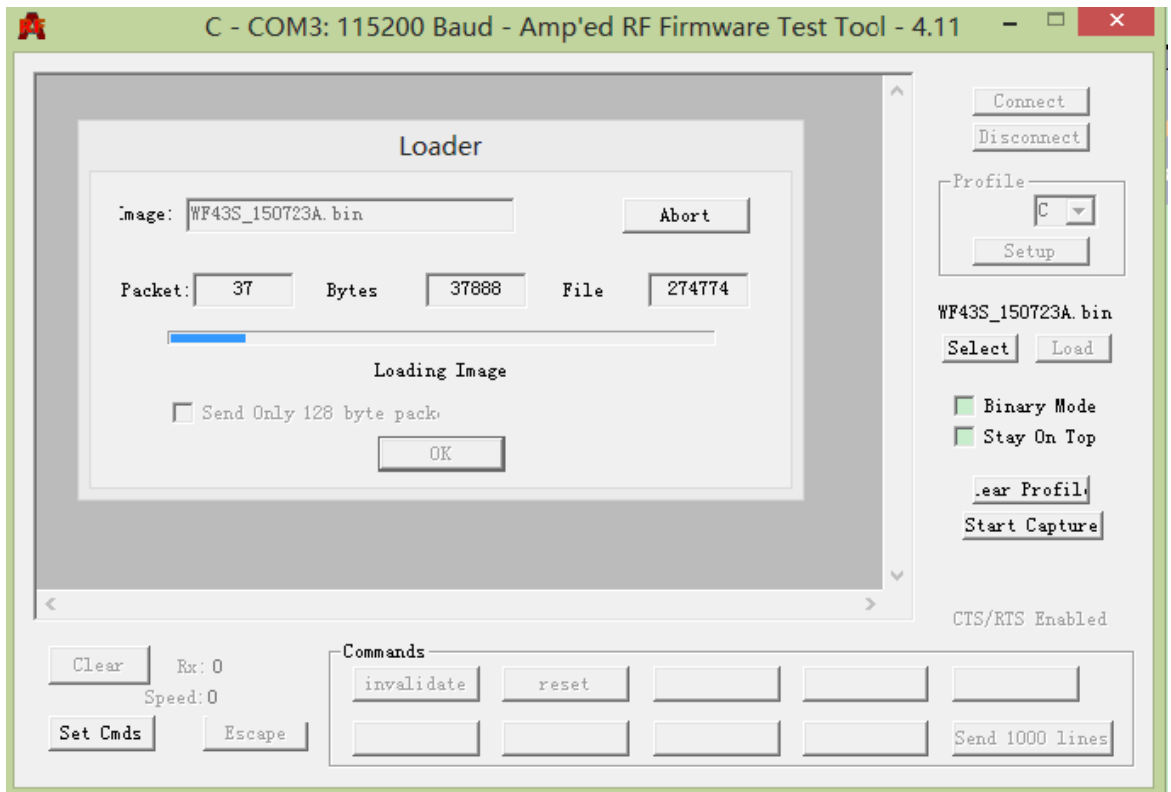 C - COM3: 115200 Baud - Amp'ed RF Firmware Test Tool - 4.11
Loader
Image: WF43S_150723A.bin
Abort
Packet: 37 Bytes 37888 File 274774
Loading Image
Send Only 128 byte pack
OK
Connect
Disconnect
Profile
C
Setup
WF43S_150723A.bin
Select Load
Binary Mode
Stay On Top
.ear Profil
Start Capture
CTS/RTS Enabled
Clear Rx: 0
Speed: 0
Set Cmds Escape
Commands
invalidate reset
Send 1000 lines